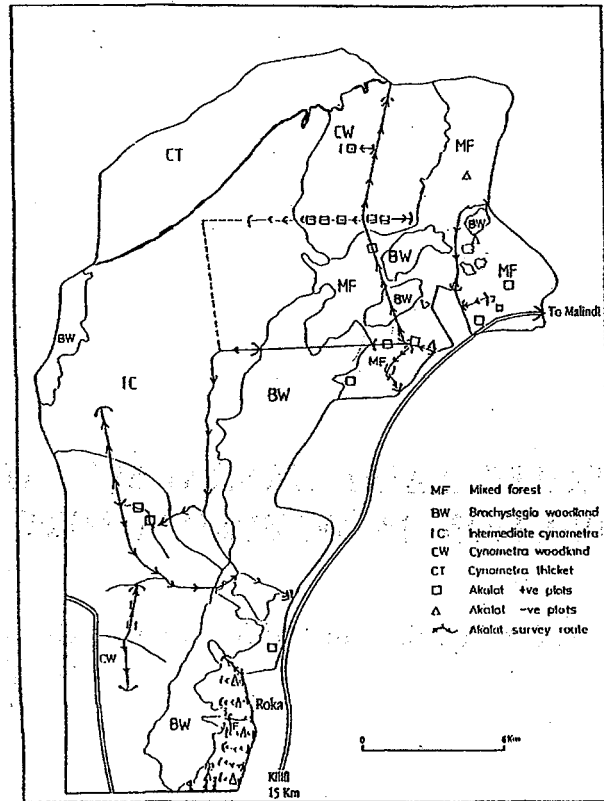 CW
MF
CT
IC
BW
BW
MF
MF
BW
To Malindi
BW
MF
IC
BW
MF Mixed forest
BW Brachystegia woodland
IC Intermediate cynometra
CW Cynometra woodland
CT Cynometra thicket
□ Akalat +ve plots
△ Akalat -ve plots
Akalat survey route
CW
BW
Roka
0
Km
Kilifi
15 Km